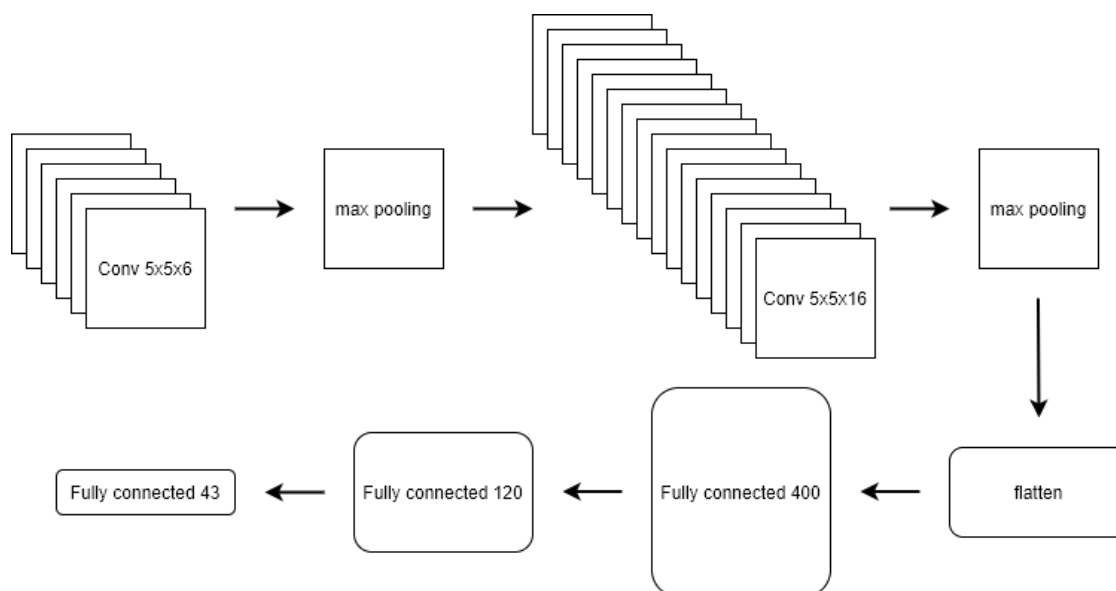 Conv 5x5x6
max pooling
Conv 5x5x16
max pooling
flatten
Fully connected 400
Fully connected 120
Fully connected 43